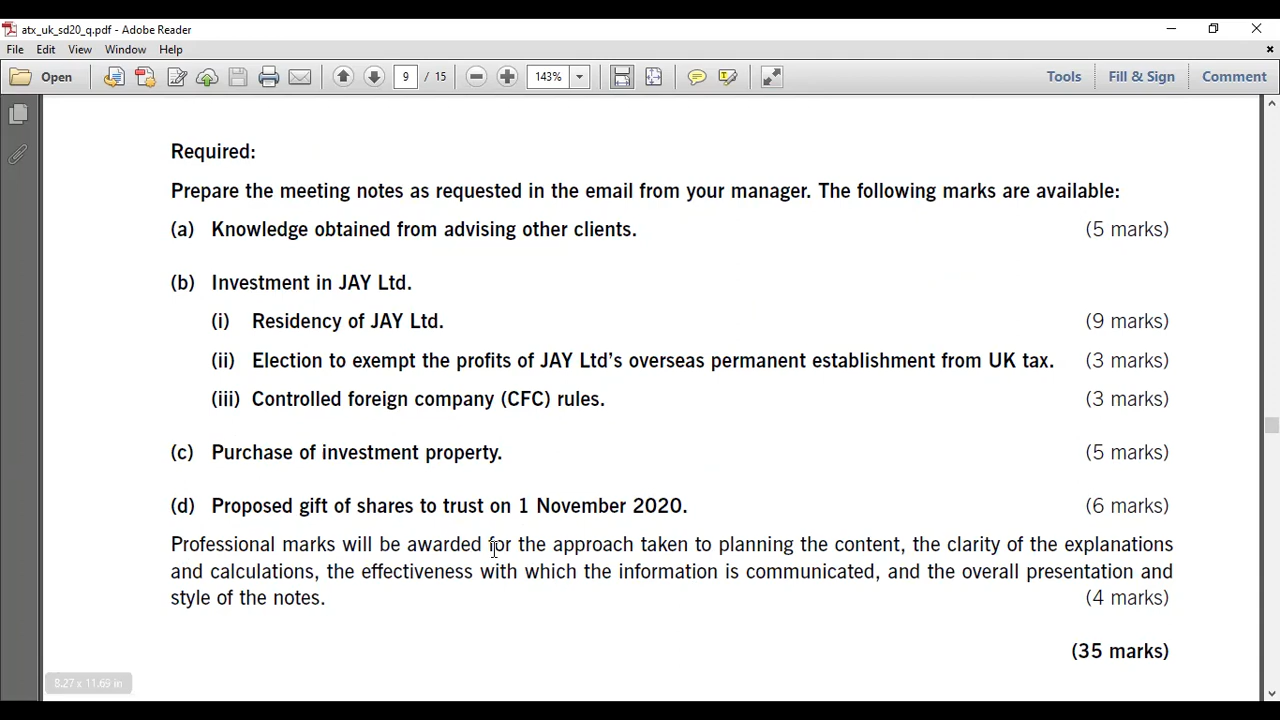 atx_uk_sd20_q.pdf - Adobe Reader
File Edit View Window Help
Open 9 / 15 143% Tools Fill & Sign Comment
Required:
Prepare the meeting notes as requested in the email from your manager. The following marks are available:
(a) Knowledge obtained from advising other clients. (5 marks)
(b) Investment in JAY Ltd.
(i) Residency of JAY Ltd. (9 marks)
(ii) Election to exempt the profits of JAY Ltd's overseas permanent establishment from UK tax. (3 marks)
(iii) Controlled foreign company (CFC) rules. (3 marks)
(c) Purchase of investment property. (5 marks)
(d) Proposed gift of shares to trust on 1 November 2020. (6 marks)
Professional marks will be awarded for the approach taken to planning the content, the clarity of the explanations
and calculations, the effectiveness with which the information is communicated, and the overall presentation and
style of the notes. (4 marks)
(35 marks)
8.27 x 11.69 in